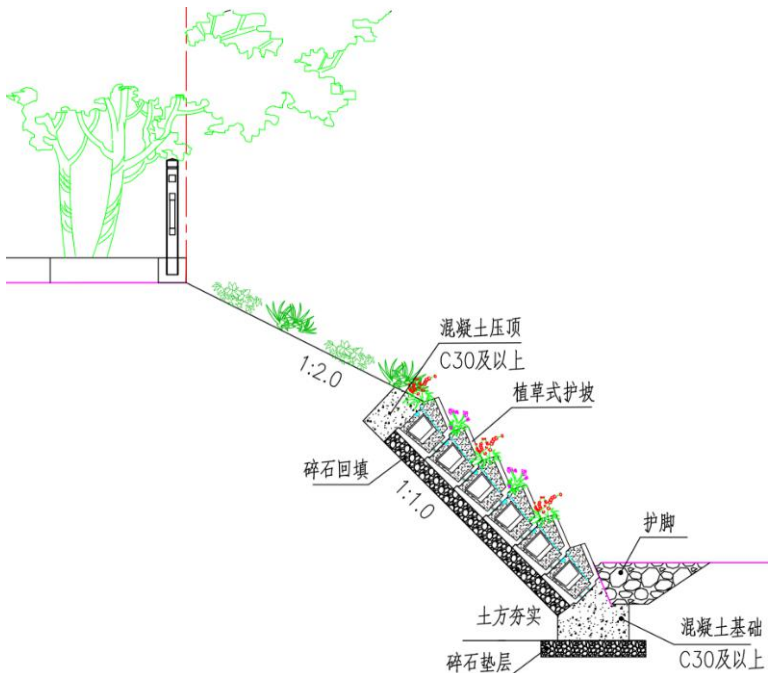 混凝土压顶
C30及以上
1:2.0
植草式护坡
碎石回填
1:1.0
护脚
土方夯实
混凝土基础
C30及以上
碎石垫层